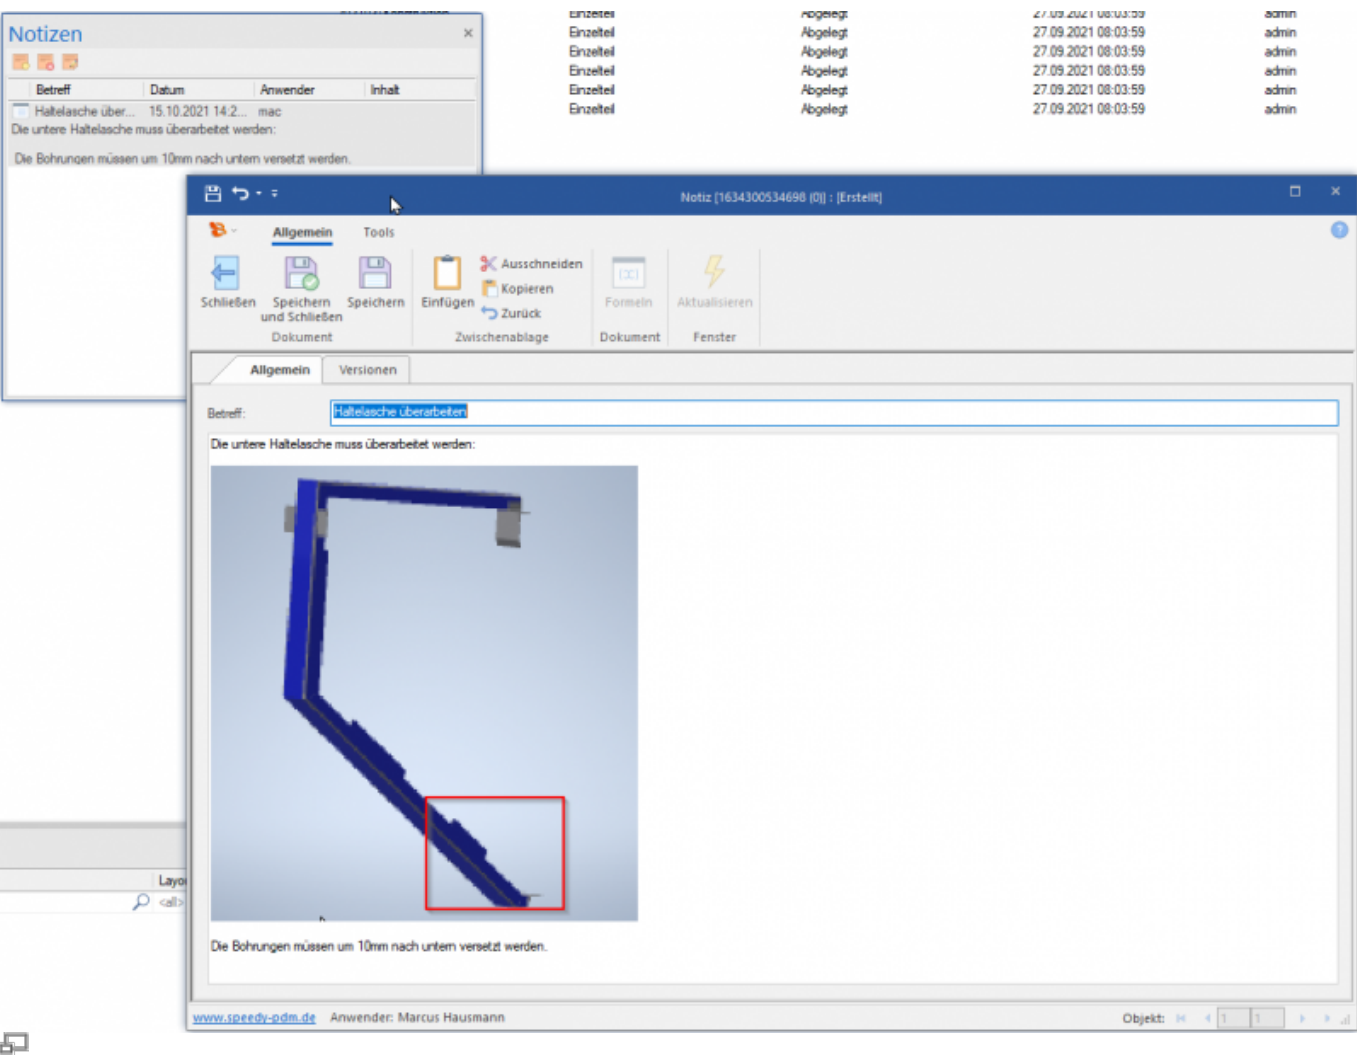 Einzelteil Abgelegt 27.09.2021 08:03:59 admin
Notizen
Einzelteil Abgelegt 27.09.2021 08:03:59 admin
Einzelteil Abgelegt 27.09.2021 08:03:59 admin
Einzelteil Abgelegt 27.09.2021 08:03:59 admin
Einzelteil Abgelegt 27.09.2021 08:03:59 admin
Einzelteil Abgelegt 27.09.2021 08:03:59 admin
Betreff Datum Anwender Inhalt
Haltelasche über... 15.10.2021 14:2... mac
Die untere Haltelasche muss überarbeitet werden:
Die Bohrungen müssen um 10mm nach untern versetzt werden.
Notiz [1634300534698 (0)] : [Erstellt]
Allgemein Tools
Schließen
Speichern und Schließen
Speichern
Dokument
Einfügen
Ausschneiden
Kopieren
Zurück
Zwischenablage
Formeln
Dokument
Aktualisieren
Fenster
Allgemein Versionen
Betreff: Haltelasche überarbeiten
Die untere Haltelasche muss überarbeitet werden:
Die Bohrungen müssen um 10mm nach untern versetzt werden.
Layo
<all>
www.speedy-pdm.de Anwender: Marcus Hausmann Objekt: 1 1